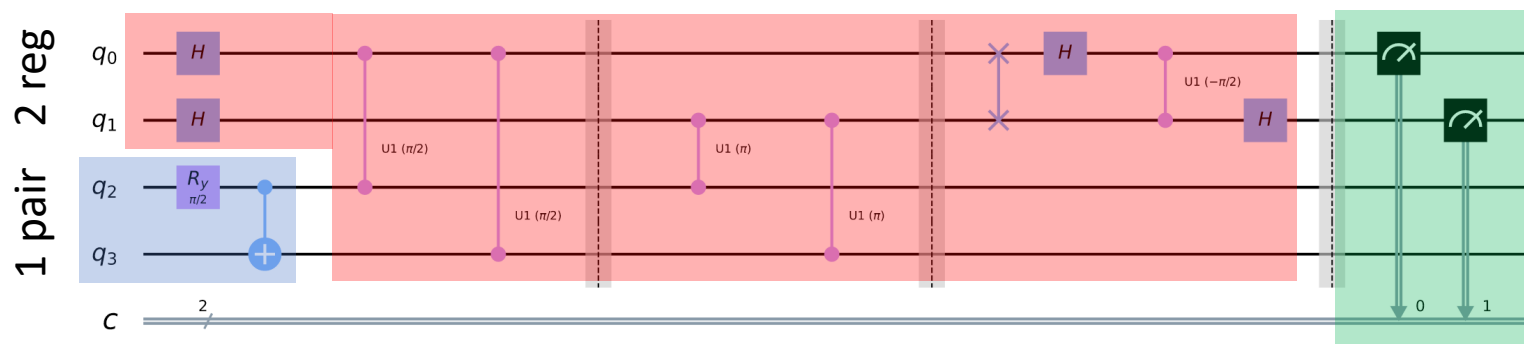 2 reg
1 pair
q0 H H
U1 (−π/2)
q1 H H
U1 (π/2) U1 (π)
q2 Ry
π/2
U1 (π/2) U1 (π)
q3
2 0 1
c